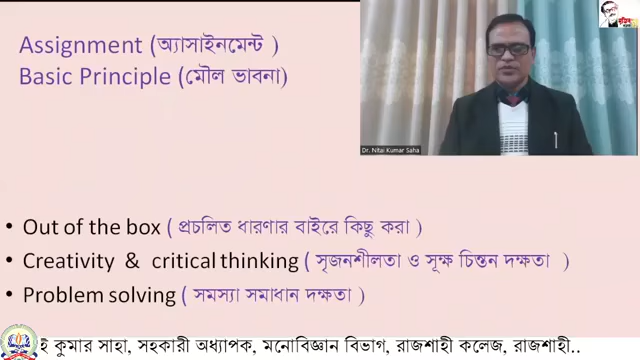 Assignment (অ্যাসাইনমেন্ট )
Basic Principle (মৌল ভাবনা)
Dr. Nitai Kumar Saha
• Out of the box ( প্রচলিত ধারণার বাইরে কিছু করা )
• Creativity & critical thinking ( সৃজনশীলতা ও সূক্ষ চিন্তন দক্ষতা )
• Problem solving ( সমস্যা সমাধান দক্ষতা )
ই কুমার সাহা, সহকারী অধ্যাপক, মনোবিজ্ঞান বিভাগ, রাজশাহী কলেজ, রাজশাহী..